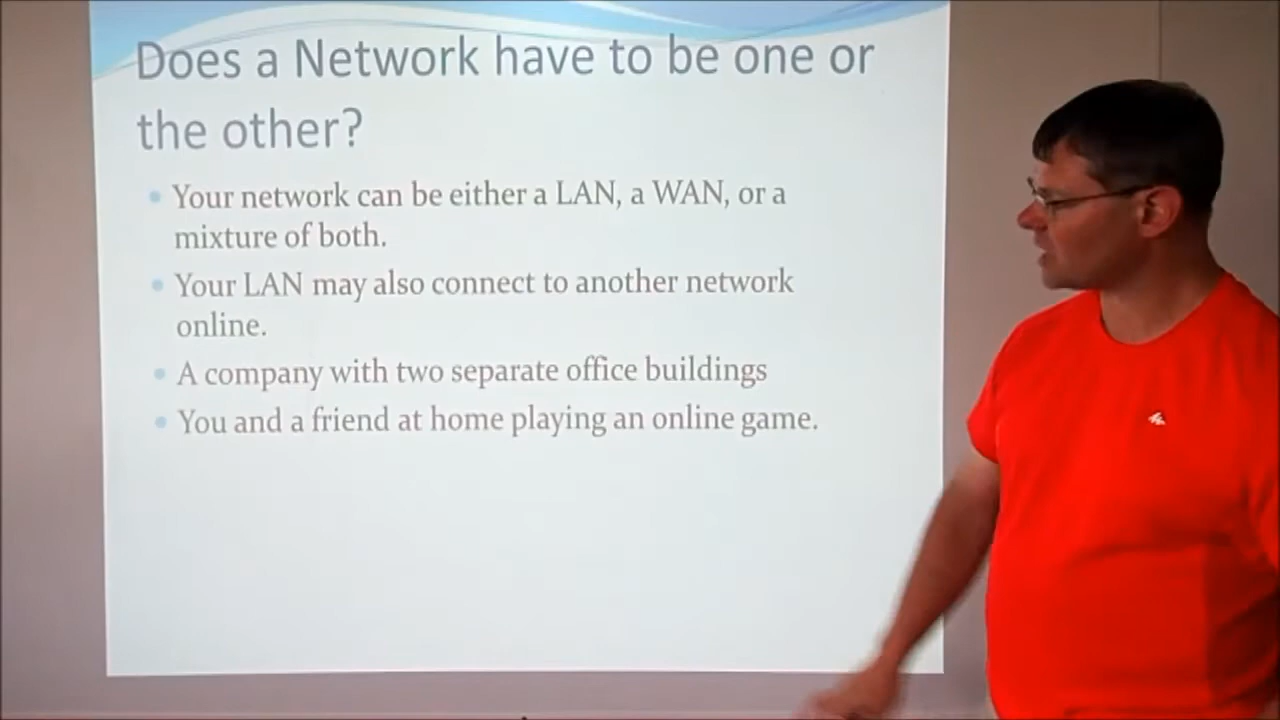 Does a Network have to be one or
the other?
Your network can be either a LAN, a WAN, or a
mixture of both.
Your LAN may also connect to another network
online.
A company with two separate office buildings
You and a friend at home playing an online game.